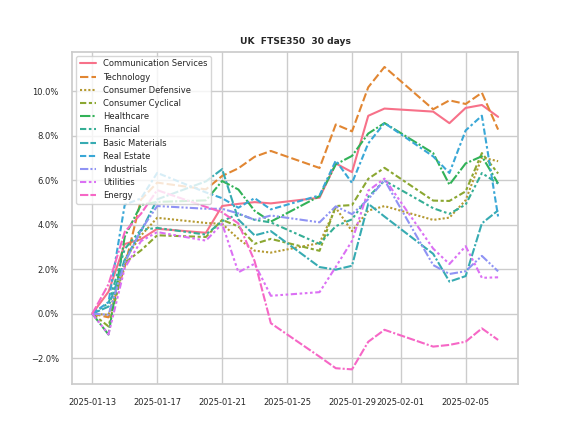 UK  FTSE350  30 days
Communication Services
Technology
Consumer Defensive
Consumer Cyclical
Healthcare
Financial
Basic Materials
Real Estate
Industrials
Utilities
Energy
10.0%
8.0%
6.0%
4.0%
2.0%
0.0%
−2.0%
2025-01-13 2025-01-17 2025-01-21 2025-01-25 2025-01-29 2025-02-01 2025-02-05